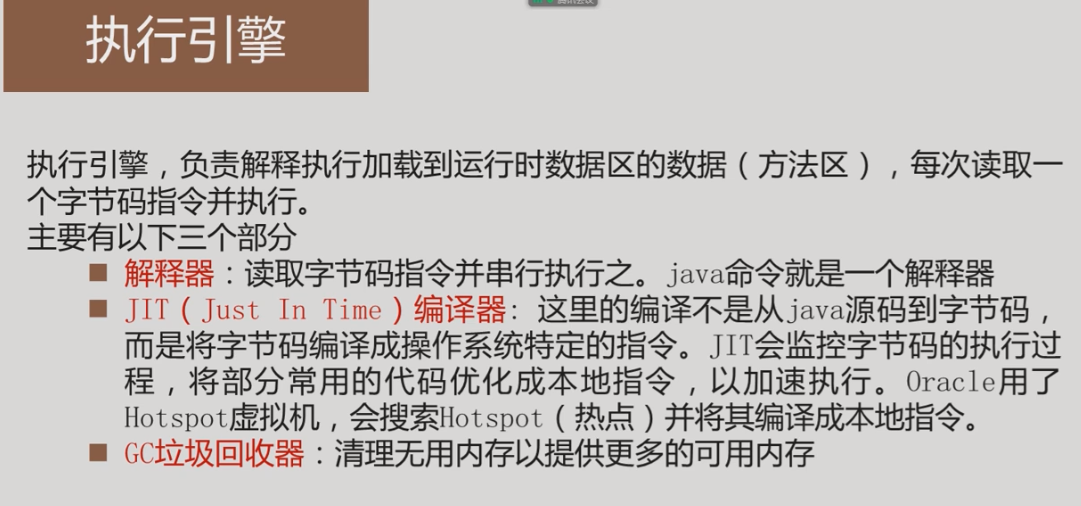 执行引擎
执行引擎，负责解释执行加载到运行时数据区的数据（方法区），每次读取一
个字节码指令并执行。
主要有以下三个部分
解释器：读取字节码指令并串行执行之。java命令就是一个解释器
JIT（Just In Time）编译器：这里的编译不是从java源码到字节码，
而是将字节码编译成操作系统特定的指令。JIT会监控字节码的执行过
程，将部分常用的代码优化成本地指令，以加速执行。Oracle用了
Hotspot虚拟机，会搜索Hotspot（热点）并将其编译成本地指令。
GC垃圾回收器：清理无用内存以提供更多的可用内存